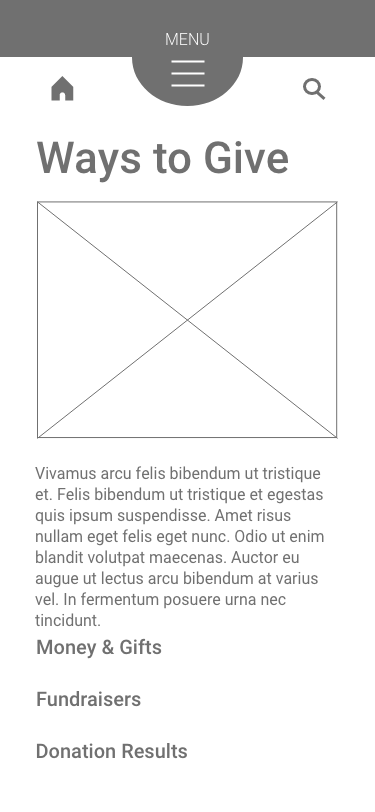 MENU
Ways to Give
Vivamus arcu felis bibendum ut tristique
et. Felis bibendum ut tristique et egestas
quis ipsum suspendisse. Amet risus
nullam eget felis eget nunc. Odio ut enim
blandit volutpat maecenas. Auctor eu
augue ut lectus arcu bibendum at varius
vel. In fermentum posuere urna nec
tincidunt.
Money & Gifts
Fundraisers
Donation Results